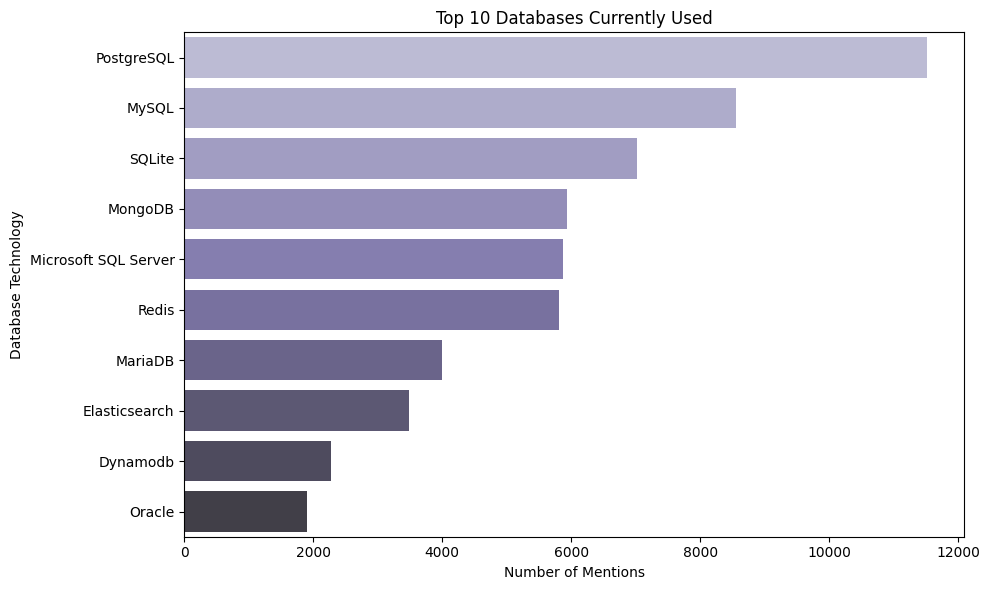 Top 10 Databases Currently Used
Database Technology
PostgreSQL
MySQL
SQLite
MongoDB
Microsoft SQL Server
Redis
MariaDB
Elasticsearch
Dynamodb
Oracle
0 2000 4000 6000 8000 10000 12000
Number of Mentions